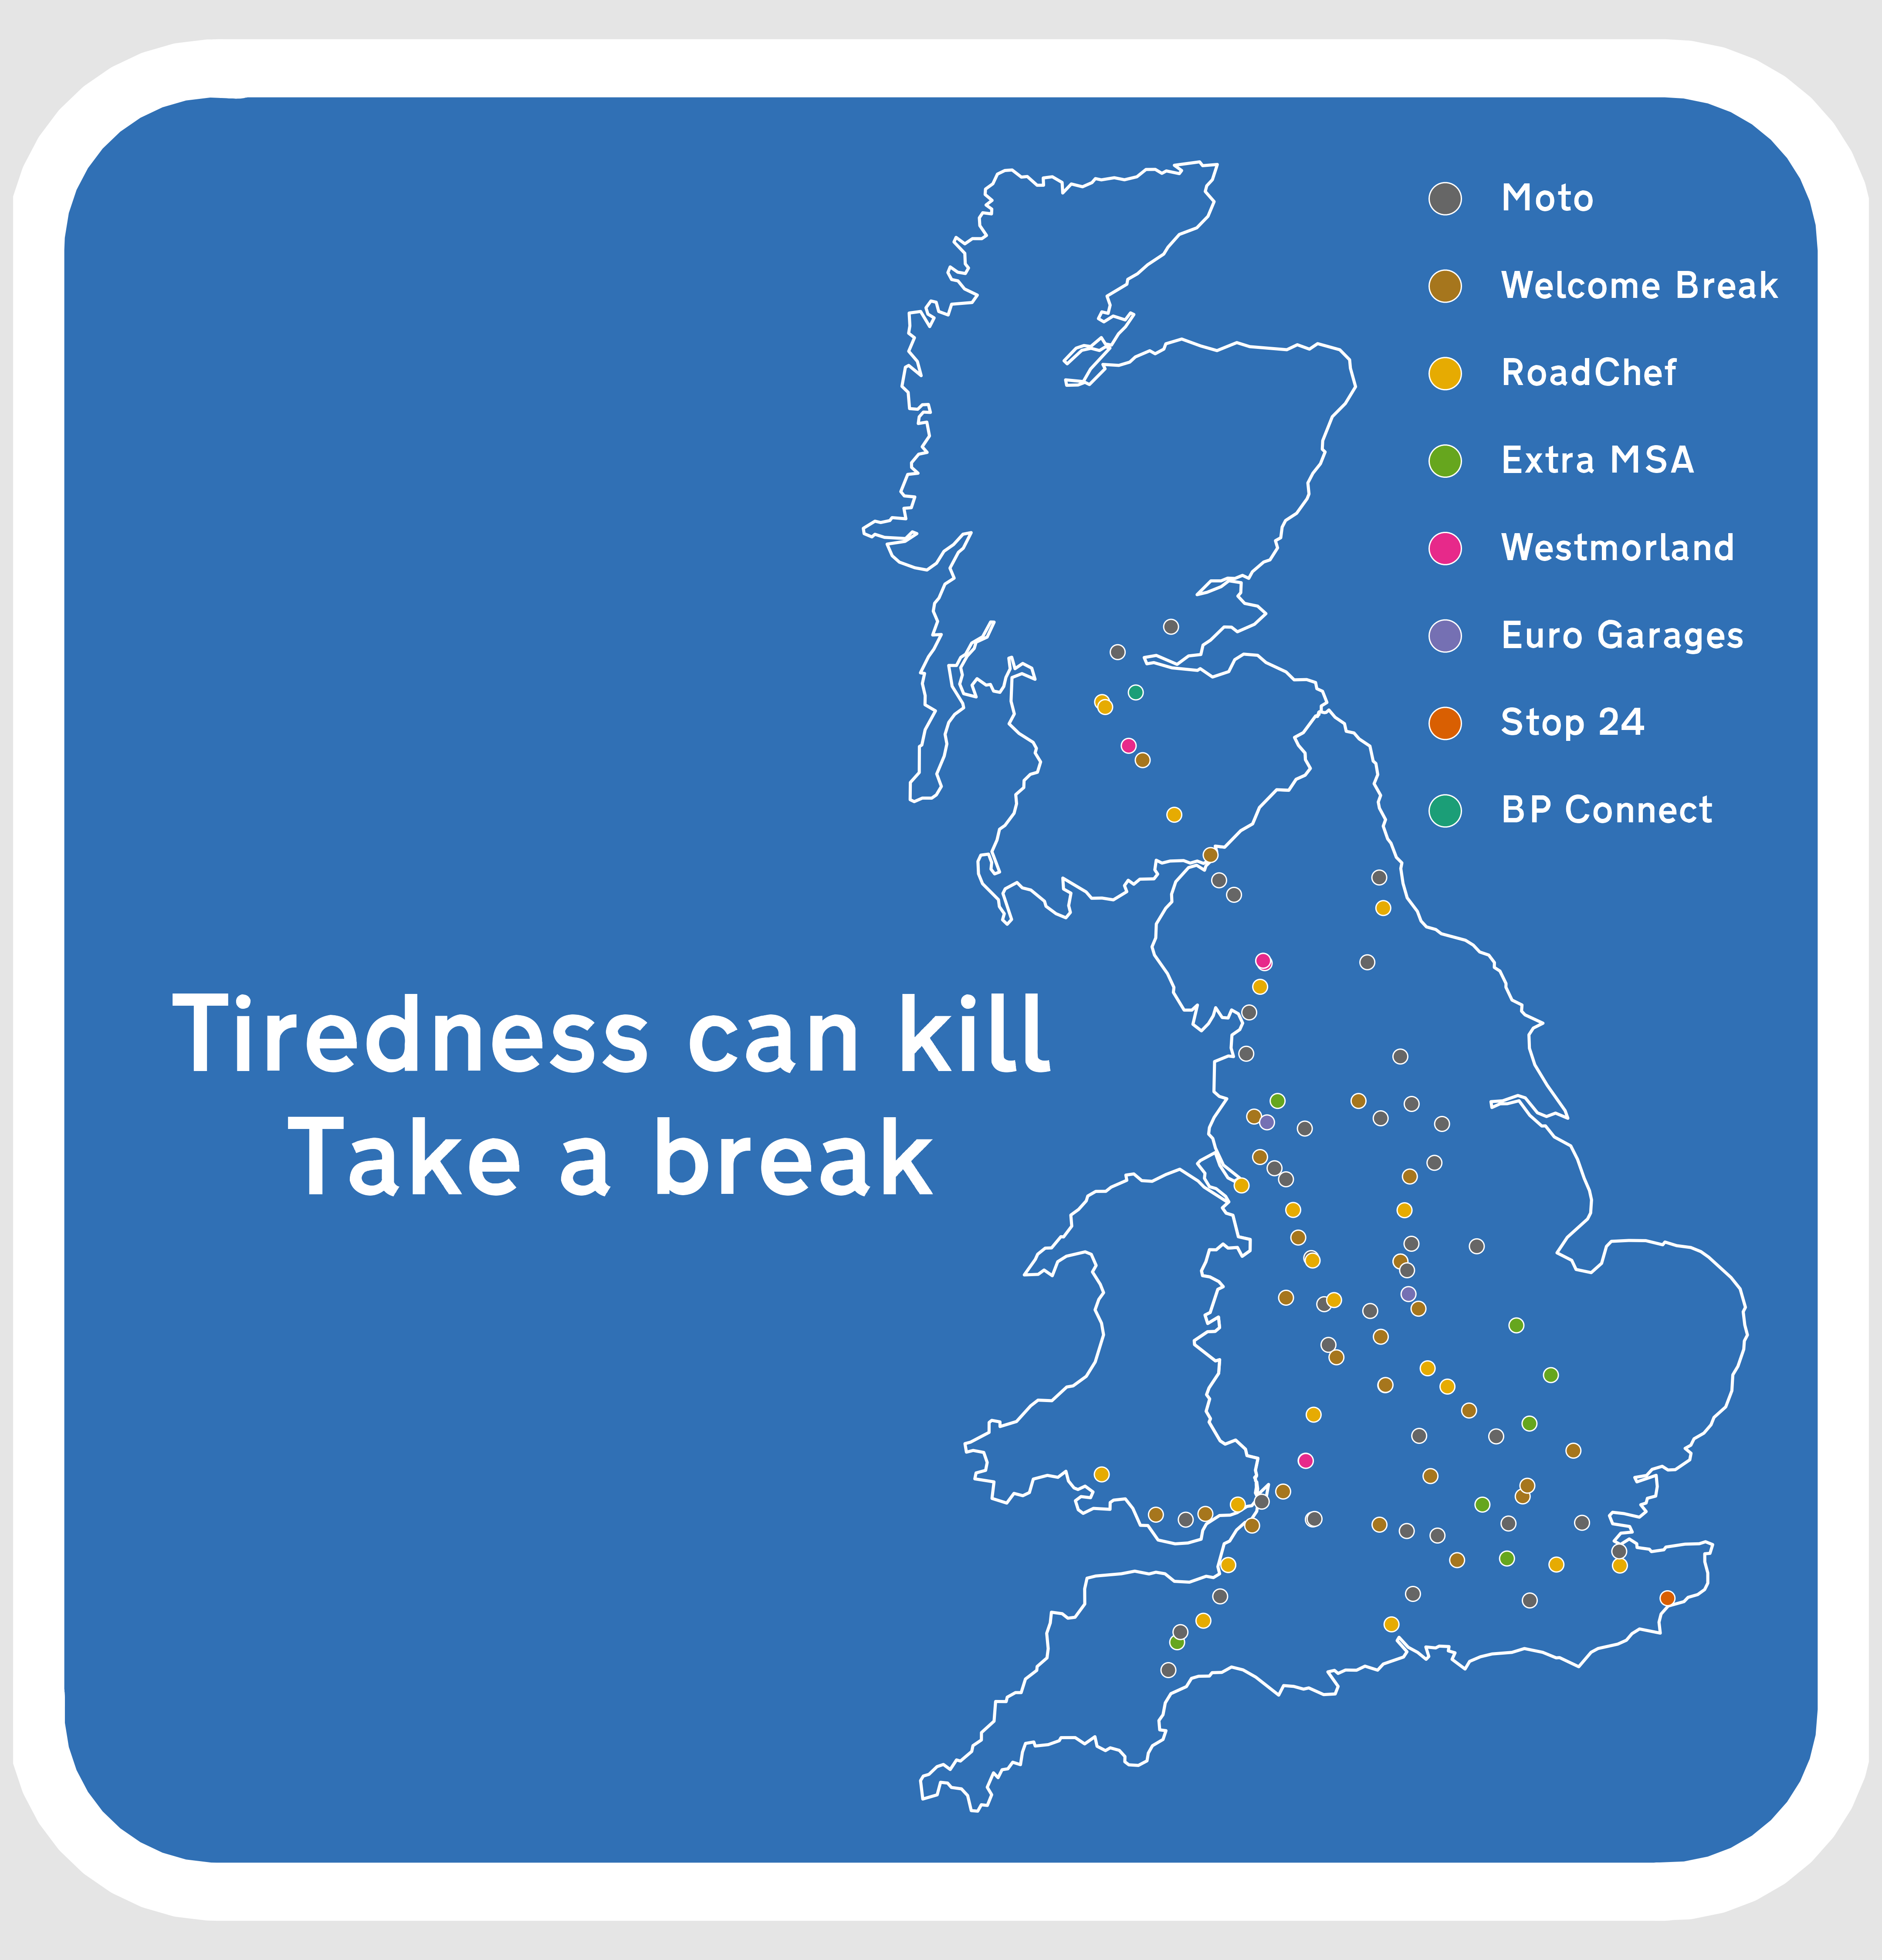 Moto
Welcome Break
RoadChef
Extra MSA
Westmorland
Euro Garages
Stop 24
BP Connect
Tiredness can kill
Take a break